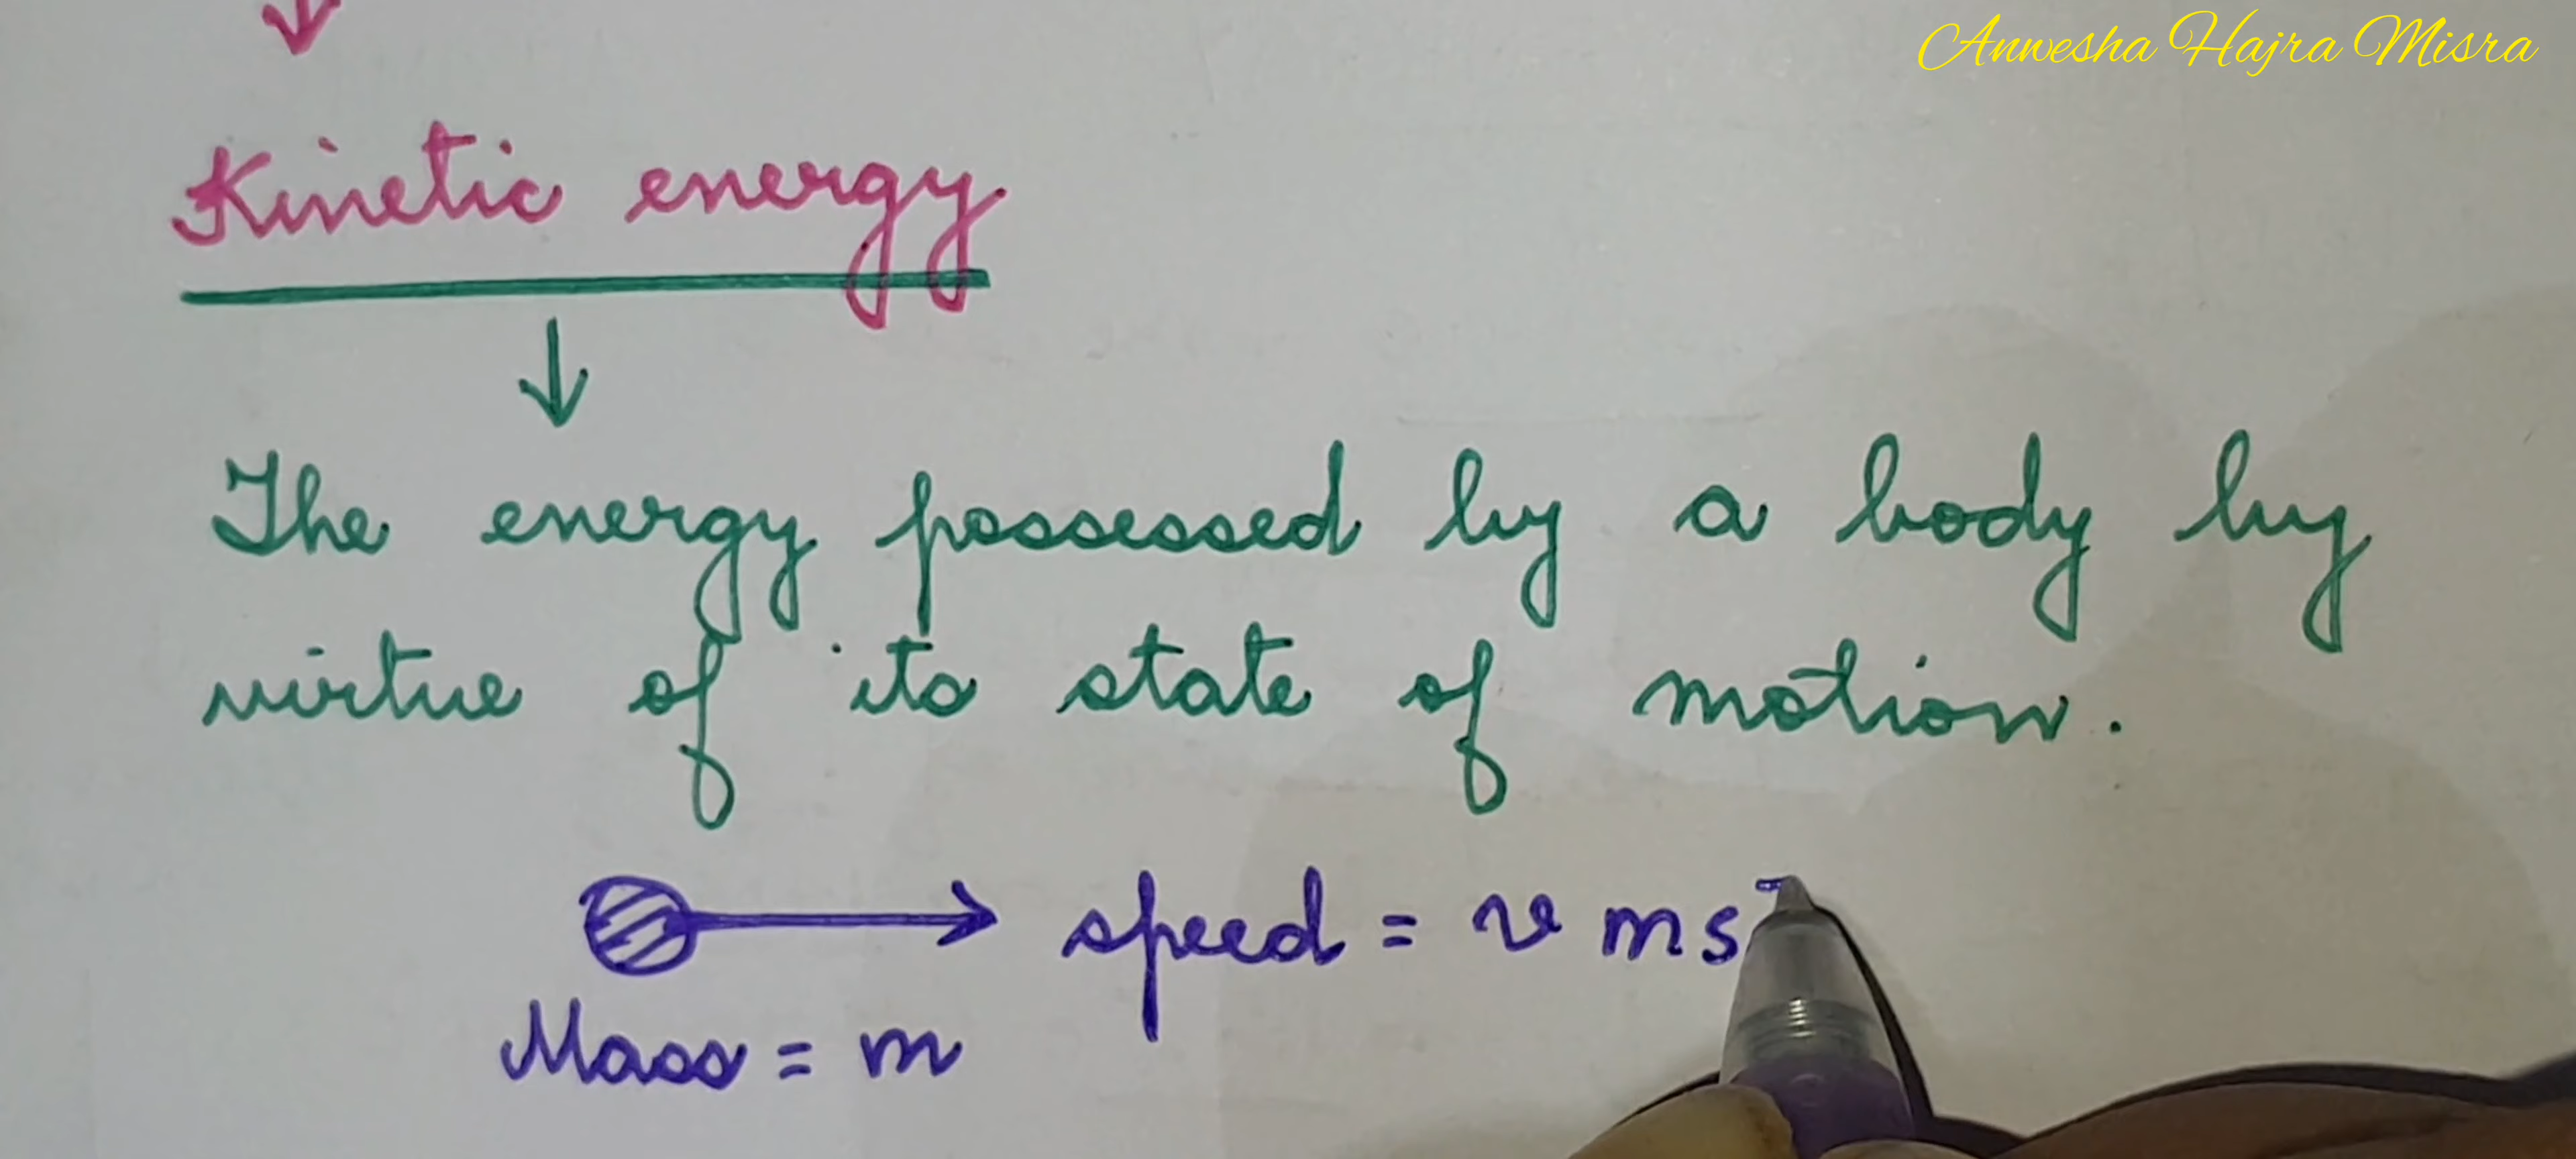 Anwesha Hajra Misra
Kinetic energy
The energy possessed by a body by
virtue of its state of motion.
speed = v ms⁻
Mass = m